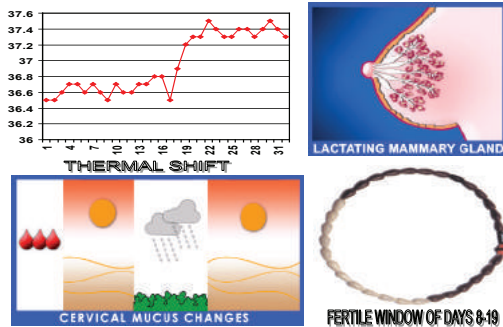 37.6
37.4
37.2
37
36.8
36.6
36.4
36.2
36
1 4 7 10 13 16 19 22 25 28 31
THERMAL SHIFT
LACTATING MAMMARY GLAND
CERVICAL MUCUS CHANGES
FERTILE WINDOW OF DAYS 8-19